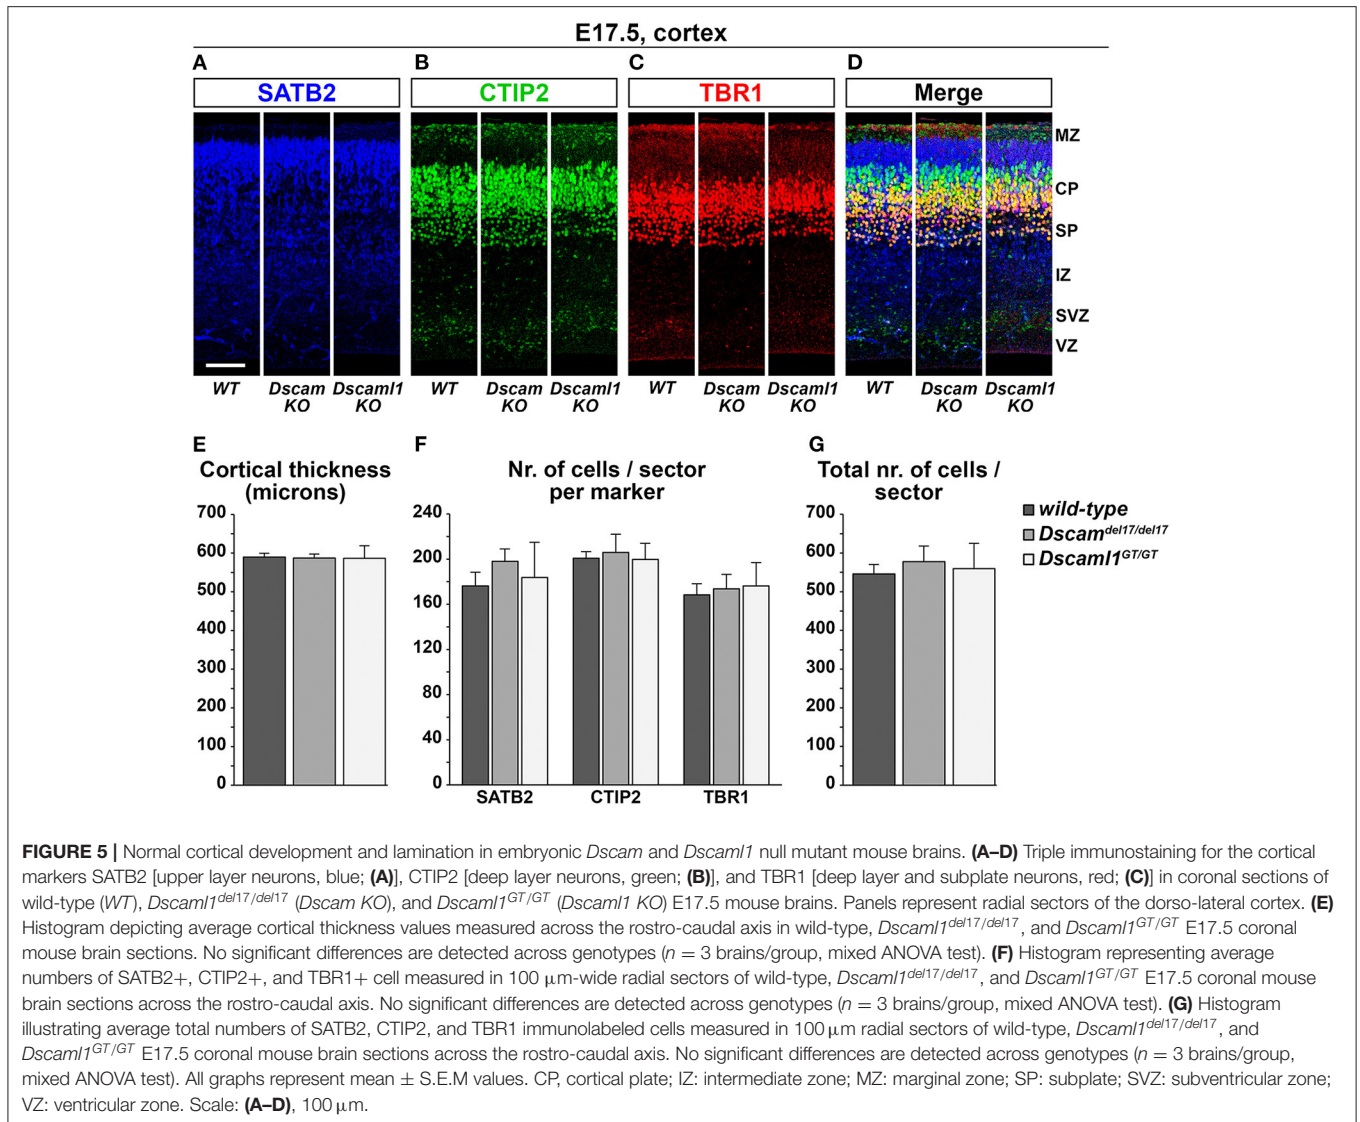 E17.5, cortex
A B C D
SATB2 CTIP2 TBR1 Merge
MZ
CP
SP
IZ
SVZ
VZ
WT Dscam KO Dscaml1 KO WT Dscam KO Dscaml1 KO WT Dscam KO Dscaml1 KO WT Dscam KO Dscaml1 KO
E
Cortical thickness
(microns)
700
600
500
400
300
200
100
0
F
Nr. of cells / sector
per marker
240
200
160
120
80
40
0
SATB2 CTIP2 TBR1
G
Total nr. of cells /
sector
700
600
500
400
300
200
100
0
wild-type
Dscam^del17/del17
Dscaml1^GT/GT
FIGURE 5 | Normal cortical development and lamination in embryonic Dscam and Dscaml1 null mutant mouse brains. (A–D) Triple immunostaining for the cortical
markers SATB2 [upper layer neurons, blue; (A)], CTIP2 [deep layer neurons, green; (B)], and TBR1 [deep layer and subplate neurons, red; (C)] in coronal sections of
wild-type (WT), Dscaml1^del17/del17 (Dscam KO), and Dscaml1^GT/GT (Dscaml1 KO) E17.5 mouse brains. Panels represent radial sectors of the dorso-lateral cortex. (E)
Histogram depicting average cortical thickness values measured across the rostro-caudal axis in wild-type, Dscaml1^del17/del17, and Dscaml1^GT/GT E17.5 coronal
mouse brain sections. No significant differences are detected across genotypes (n = 3 brains/group, mixed ANOVA test). (F) Histogram representing average
numbers of SATB2+, CTIP2+, and TBR1+ cell measured in 100 μm-wide radial sectors of wild-type, Dscaml1^del17/del17, and Dscaml1^GT/GT E17.5 coronal mouse
brain sections across the rostro-caudal axis. No significant differences are detected across genotypes (n = 3 brains/group, mixed ANOVA test). (G) Histogram
illustrating average total numbers of SATB2, CTIP2, and TBR1 immunolabeled cells measured in 100 μm radial sectors of wild-type, Dscaml1^del17/del17, and
Dscaml1^GT/GT E17.5 coronal mouse brain sections across the rostro-caudal axis. No significant differences are detected across genotypes (n = 3 brains/group,
mixed ANOVA test). All graphs represent mean ± S.E.M values. CP, cortical plate; IZ: intermediate zone; MZ: marginal zone; SP: subplate; SVZ: subventricular zone;
VZ: ventricular zone. Scale: (A–D), 100 μm.